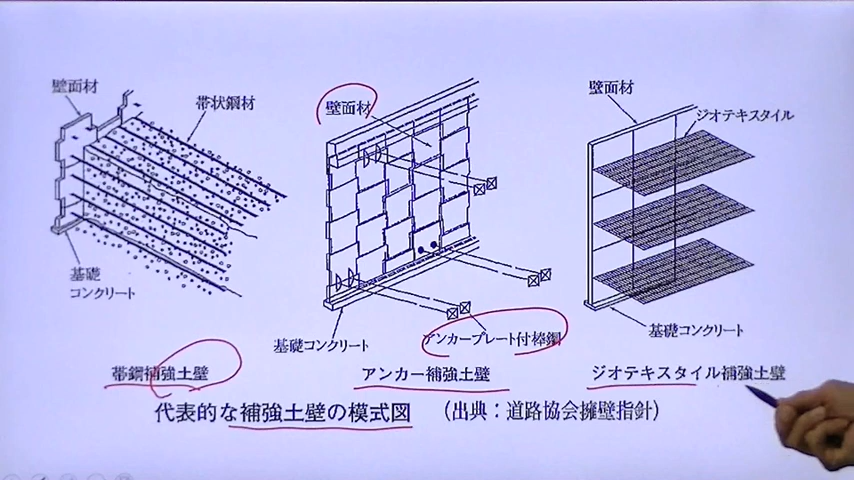 壁面材
帯状鋼材
基礎
コンクリート
帯鋼補強土壁
壁面材
基礎コンクリート
アンカープレート付棒鋼
アンカー補強土壁
壁面材
ジオテキスタイル
基礎コンクリート
ジオテキスタイル補強土壁
代表的な補強土壁の模式図 (出典：道路協会擁壁指針)